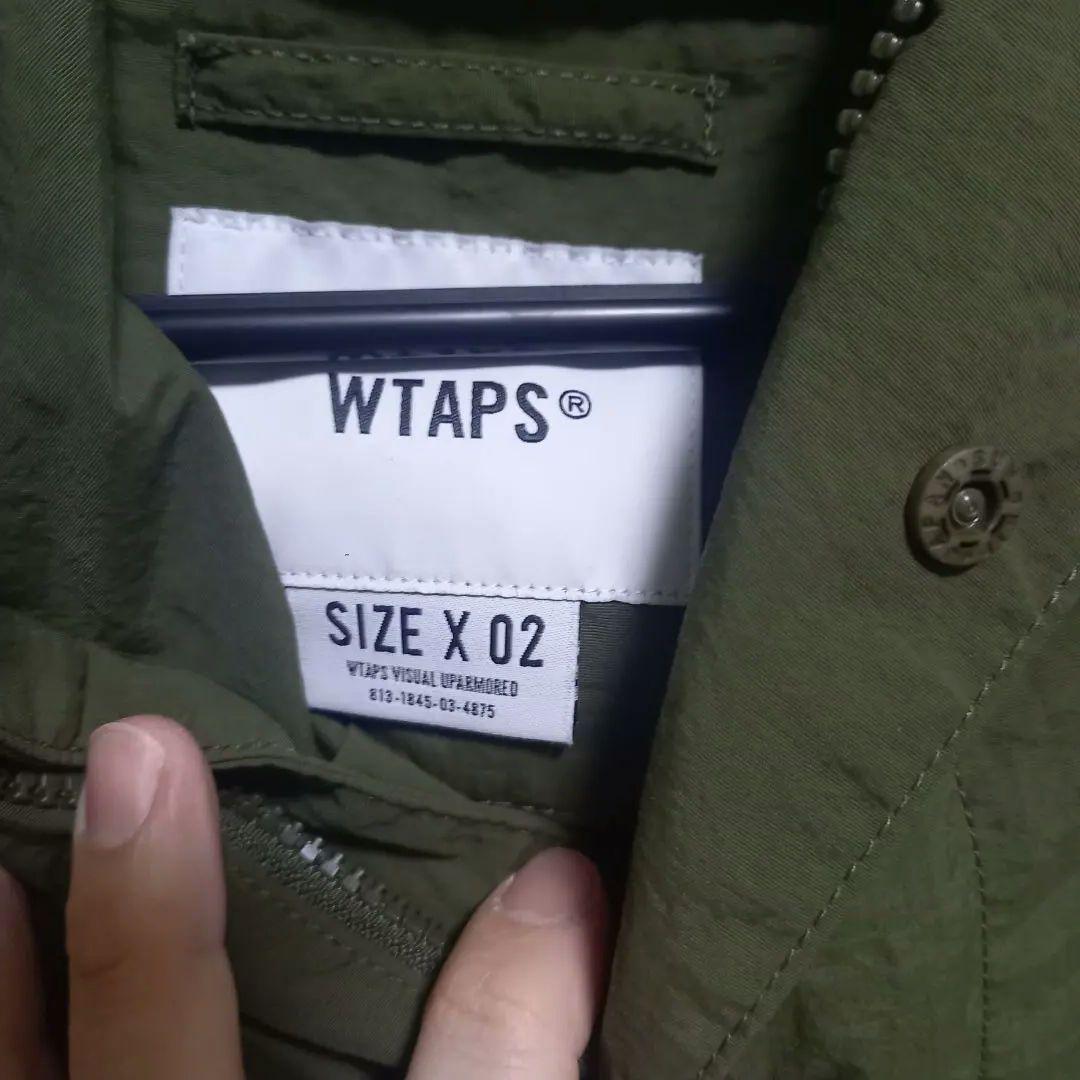 WTAPS®
SIZE X 02
WTAPS VISUAL UPARMORED
813-1845-03-4875